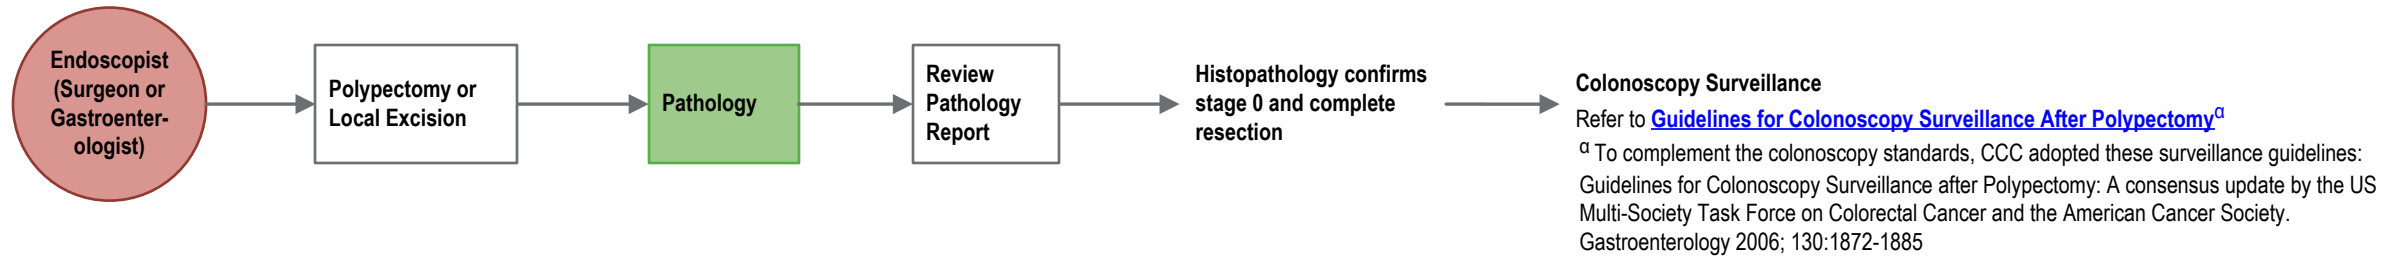 Endoscopist
(Surgeon or
Gastroenter-
ologist)
Polypectomy or
Local Excision
Pathology
Review
Pathology
Report
Histopathology confirms
stage 0 and complete
resection
Colonoscopy Surveillance
Refer to Guidelines for Colonoscopy Surveillance After Polypectomyα
α To complement the colonoscopy standards, CCC adopted these surveillance guidelines:
Guidelines for Colonoscopy Surveillance after Polypectomy: A consensus update by the US
Multi-Society Task Force on Colorectal Cancer and the American Cancer Society.
Gastroenterology 2006; 130:1872-1885